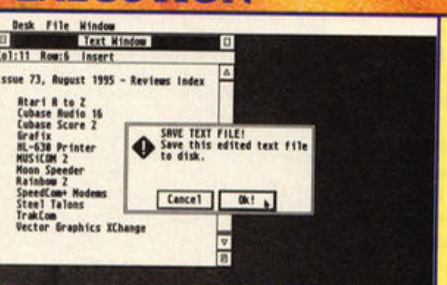 EXECUTION
Desk File Window
Text Window
Col:11 Row:6 Insert
ssue 73, August 1995 - Reviews Index
Atari A to Z
Cubase Audio 16
Cubase Score 2
Grafix
HL-630 Printer
MUSiCOM 2
Moon Speeder
Rainbow 2
SpeedCom+ Modems
Steel Talons
TrakCom
Vector Graphics XChange
SAVE TEXT FILE!
Save this edited text file
to disk.
Cancel
Ok!